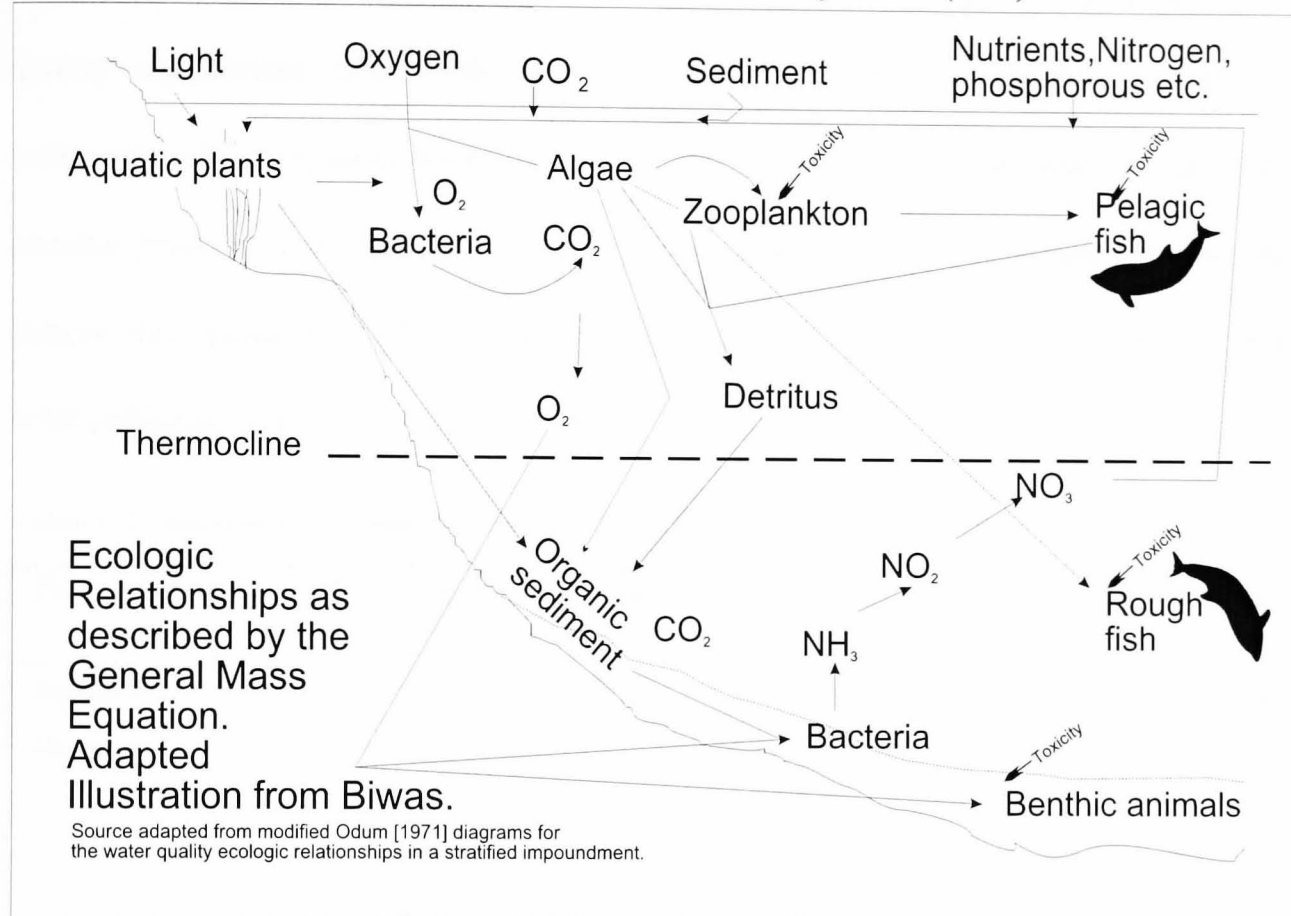 Light
Oxygen
CO₂
Sediment
Nutrients,Nitrogen,
phosphorous etc.
Aquatic plants
O₂
Bacteria
CO₂
Algae
Toxicity
Zooplankton
Toxicity
Pelagic
fish
O₂
Detritus
Thermocline
NO₃
Organic
sediment
CO₂
NO₂
NH₃
Toxicity
Rough
fish
Bacteria
Toxicity
Benthic animals
Ecologic
Relationships as
described by the
General Mass
Equation.
Adapted
Illustration from Biwas.
Source adapted from modified Odum [1971] diagrams for
the water quality ecologic relationships in a stratified impoundment.